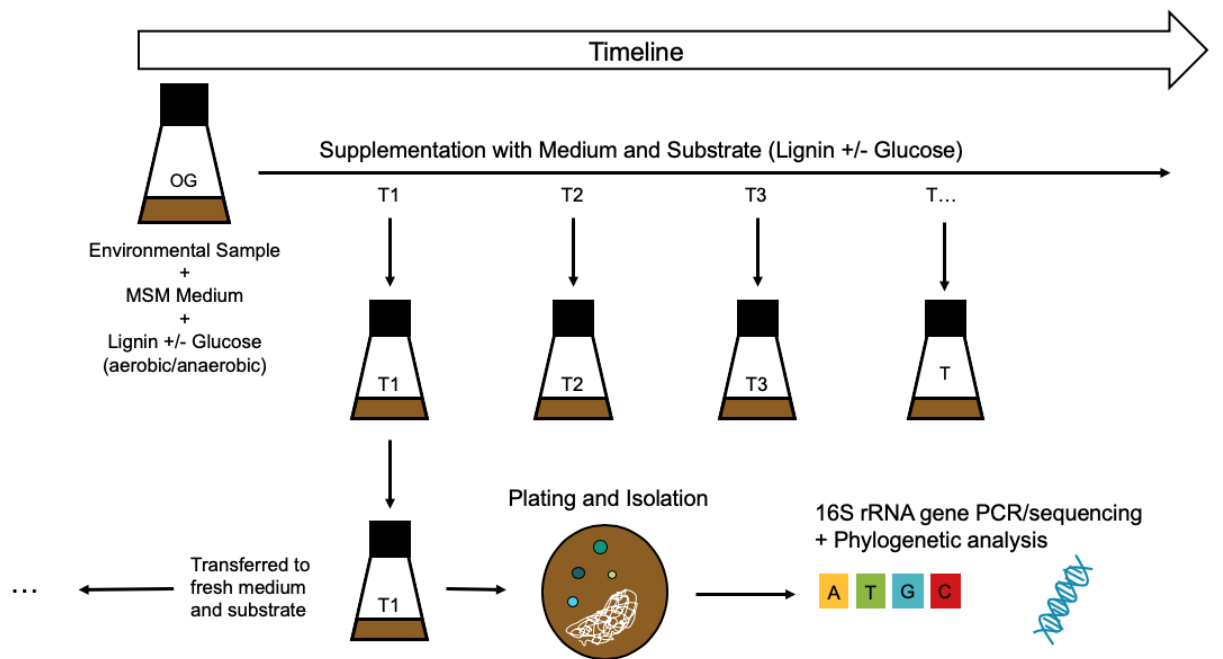 Timeline
OG
Supplementation with Medium and Substrate (Lignin +/- Glucose)
T1
T2
T3
T...
Environmental Sample
+
MSM Medium
+
Lignin +/- Glucose
(aerobic/anaerobic)
T1
T2
T3
T
Plating and Isolation
16S rRNA gene PCR/sequencing
+ Phylogenetic analysis
...
Transferred to
fresh medium
and substrate
T1
A T G C